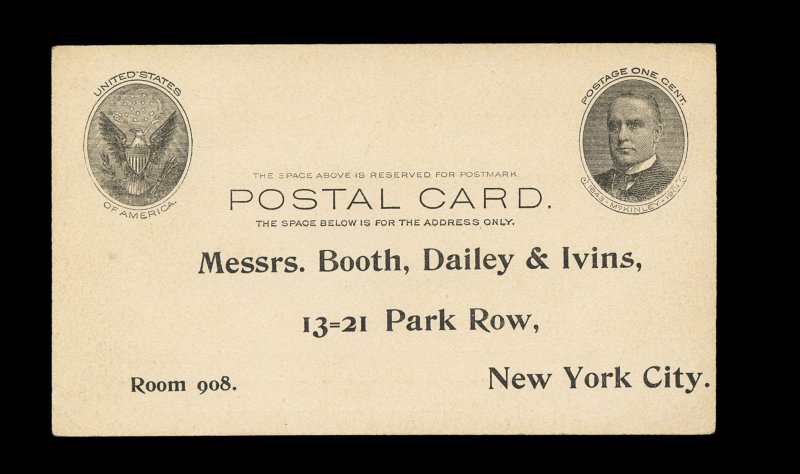 UNITED STATES
OF AMERICA.
POSTAGE ONE CENT.
1843-McKINLEY-1901
THE SPACE ABOVE IS RESERVED FOR POSTMARK.
POSTAL CARD.
THE SPACE BELOW IS FOR THE ADDRESS ONLY.
Messrs. Booth, Dailey & Ivins,
13=21 Park Row,
Room 908.
New York City.